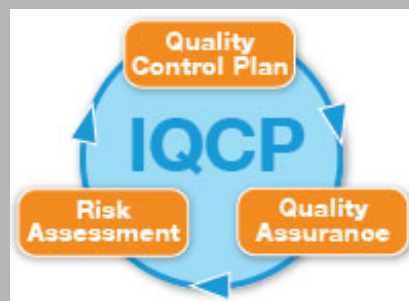 Quality
Control Plan
IQCP
Risk
Assessment
Quality
Assurance